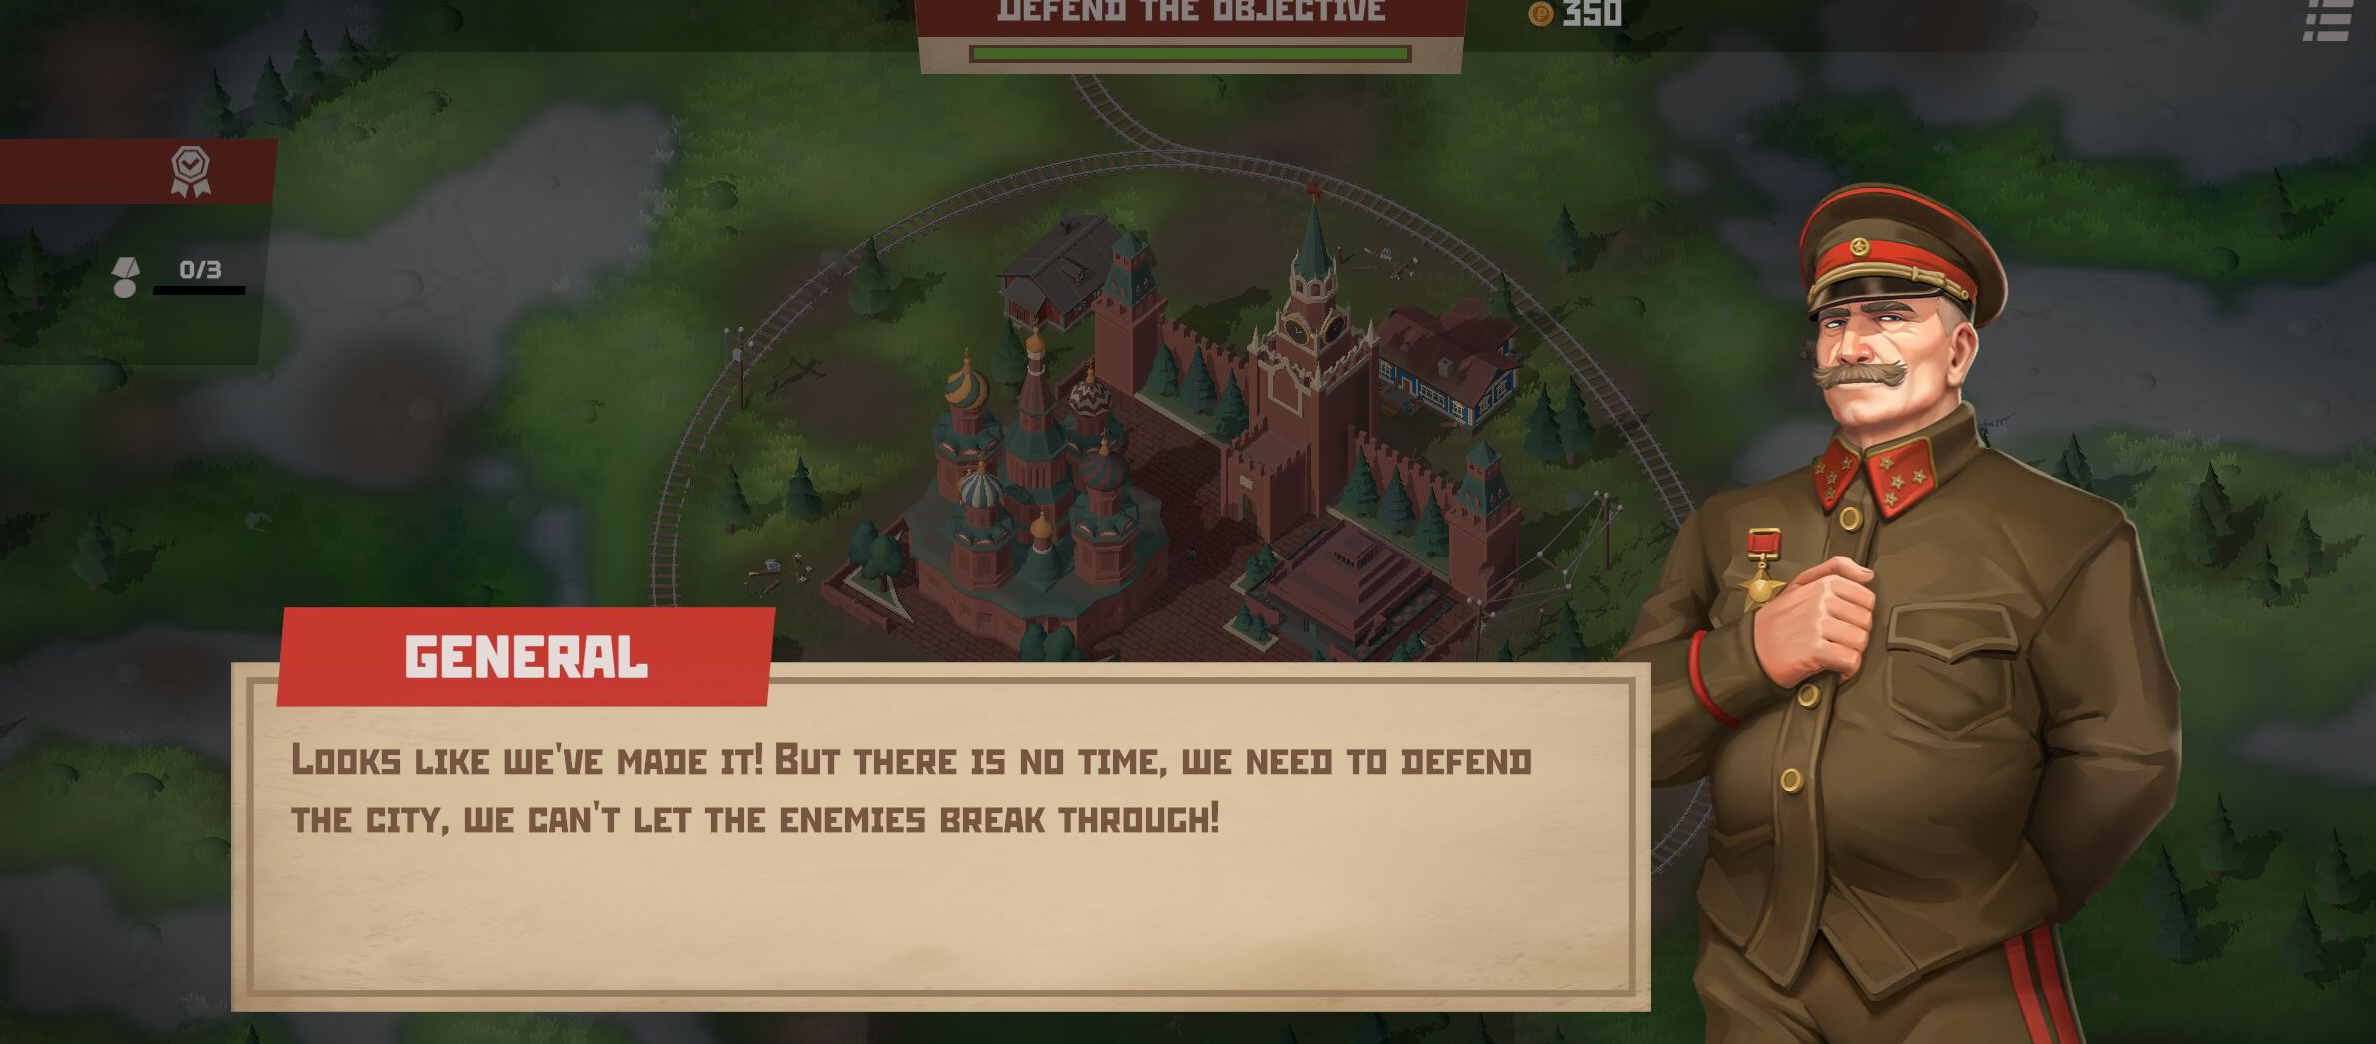 DEFEND THE OBJECTIVE
350
0/3
GENERAL
LOOKS LIKE WE'VE MADE IT! BUT THERE IS NO TIME, WE NEED TO DEFEND
THE CITY, WE CAN'T LET THE ENEMIES BREAK THROUGH!